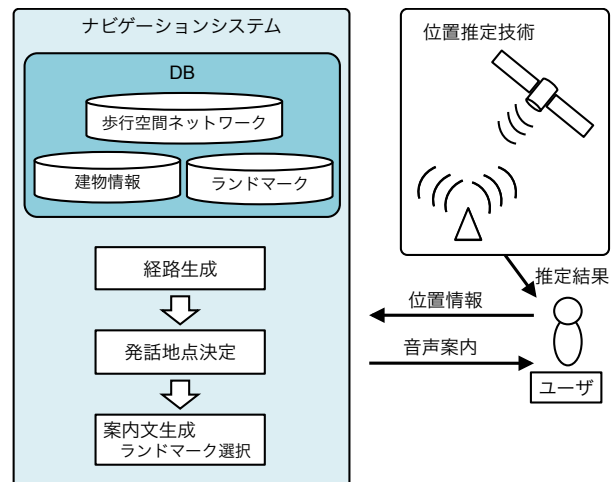 ナビゲーションシステム
DB
歩行空間ネットワーク
建物情報
ランドマーク
経路生成
発話地点決定
案内文生成
ランドマーク選択
位置推定技術
推定結果
位置情報
音声案内
ユーザ